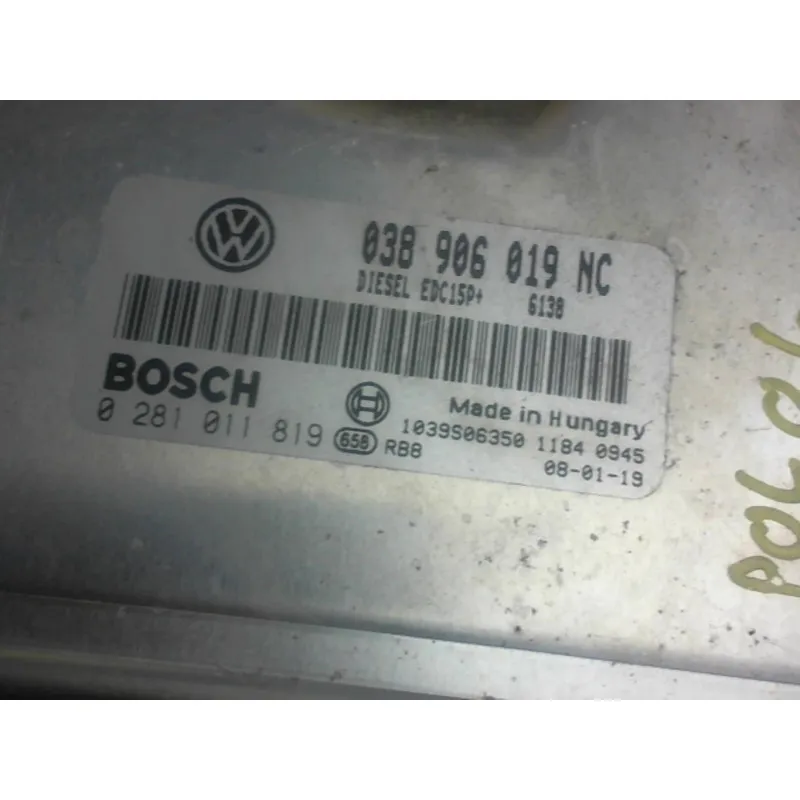 VW
038 906 019 NC
DIESEL EDC15P+ 6138
BOSCH
0 281 011 819
Made in Hungary
1039S06350 1184 0945
658 RB8
08-01-19
POLO